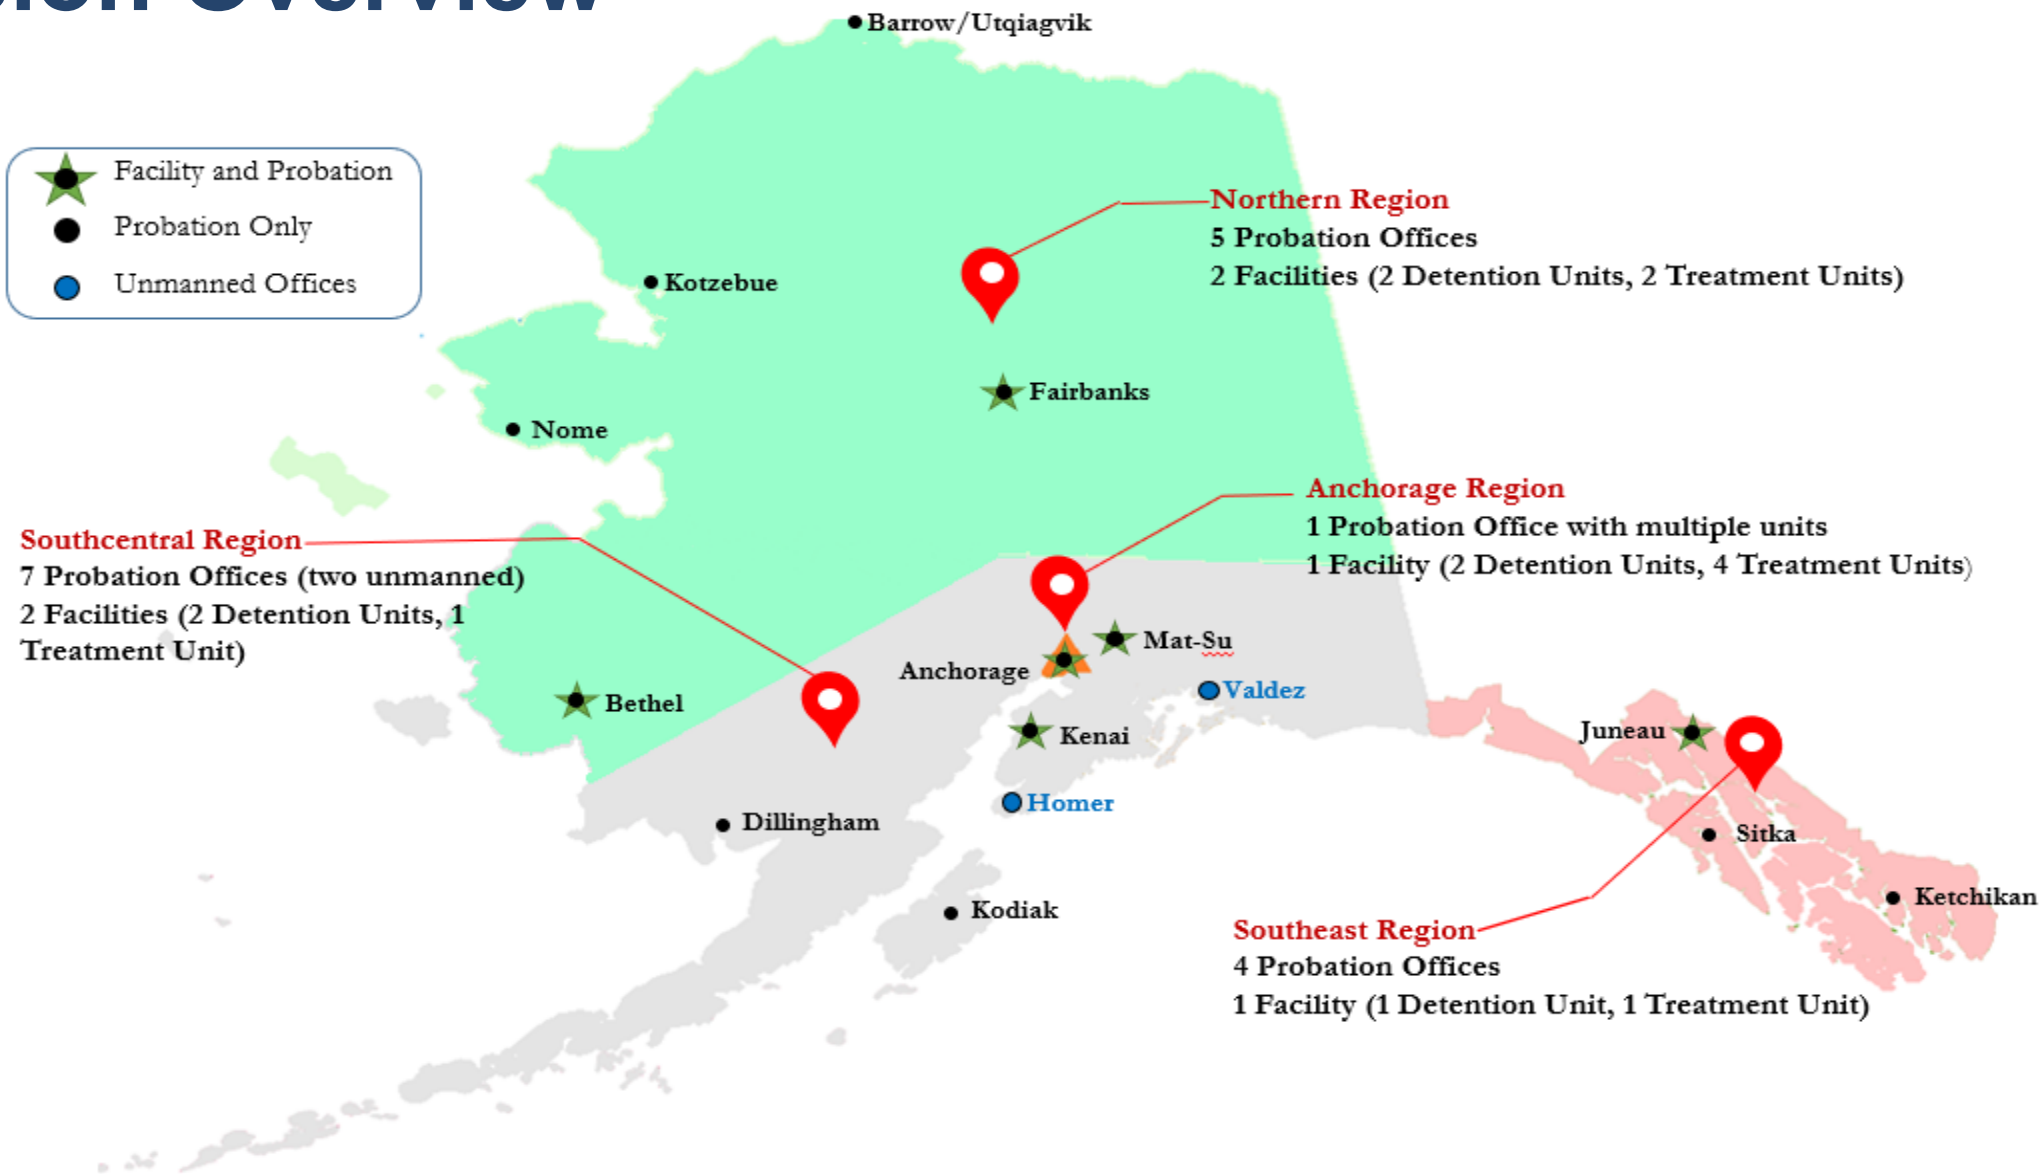 Overview
Barrow/Utqiagvik
Facility and Probation
Probation Only
Unmanned Offices
Northern Region
5 Probation Offices
2 Facilities (2 Detention Units, 2 Treatment Units)
Kotzebue
Fairbanks
Nome
Anchorage Region
1 Probation Office with multiple units
1 Facility (2 Detention Units, 4 Treatment Units)
Southcentral Region
7 Probation Offices (two unmanned)
2 Facilities (2 Detention Units, 1
Treatment Unit)
Mat-Su
Anchorage
Valdez
Bethel
Kenai
Juneau
Homer
Dillingham
Sitka
Kodiak
Ketchikan
Southeast Region
4 Probation Offices
1 Facility (1 Detention Unit, 1 Treatment Unit)